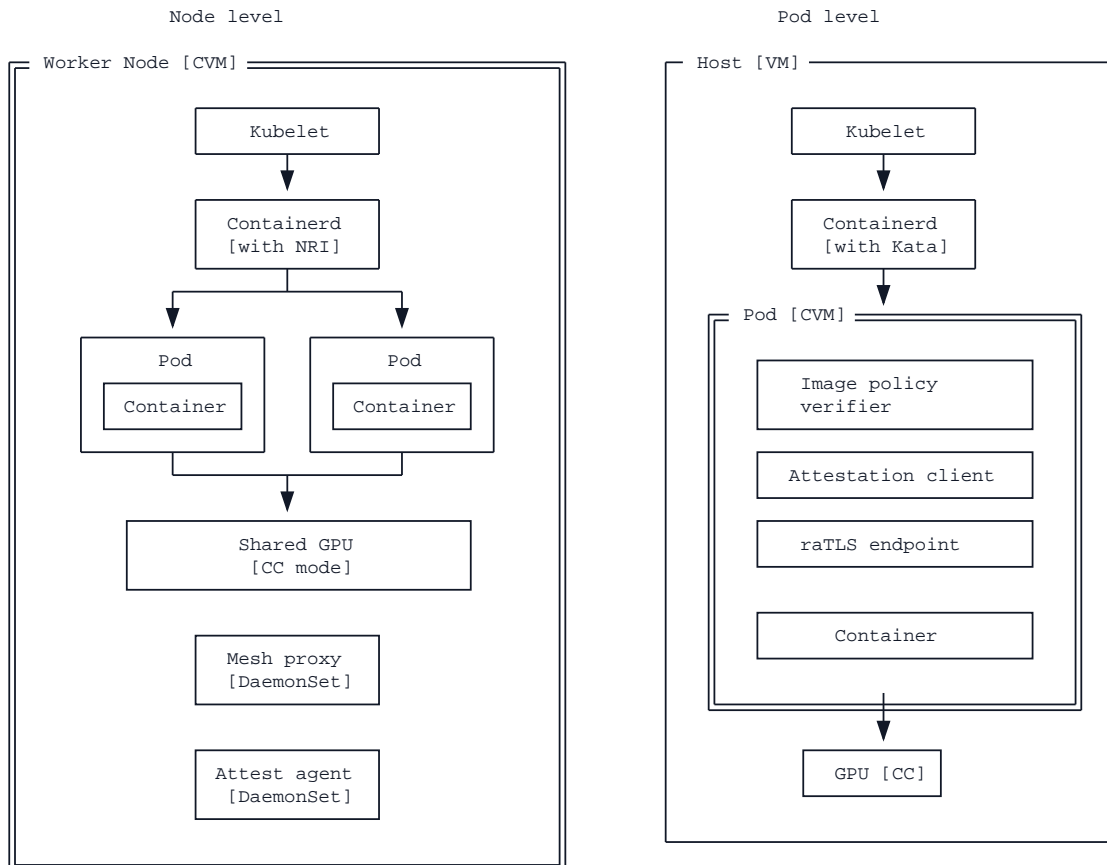 Node level
Worker Node [CVM]
Kubelet
Containerd
[with NRI]
Pod
Container
Pod
Container
Shared GPU
[CC mode]
Mesh proxy
[DaemonSet]
Attest agent
[DaemonSet]
Pod level
Host [VM]
Kubelet
Containerd
[with Kata]
Pod [CVM]
Image policy
verifier
Attestation client
raTLS endpoint
Container
GPU [CC]